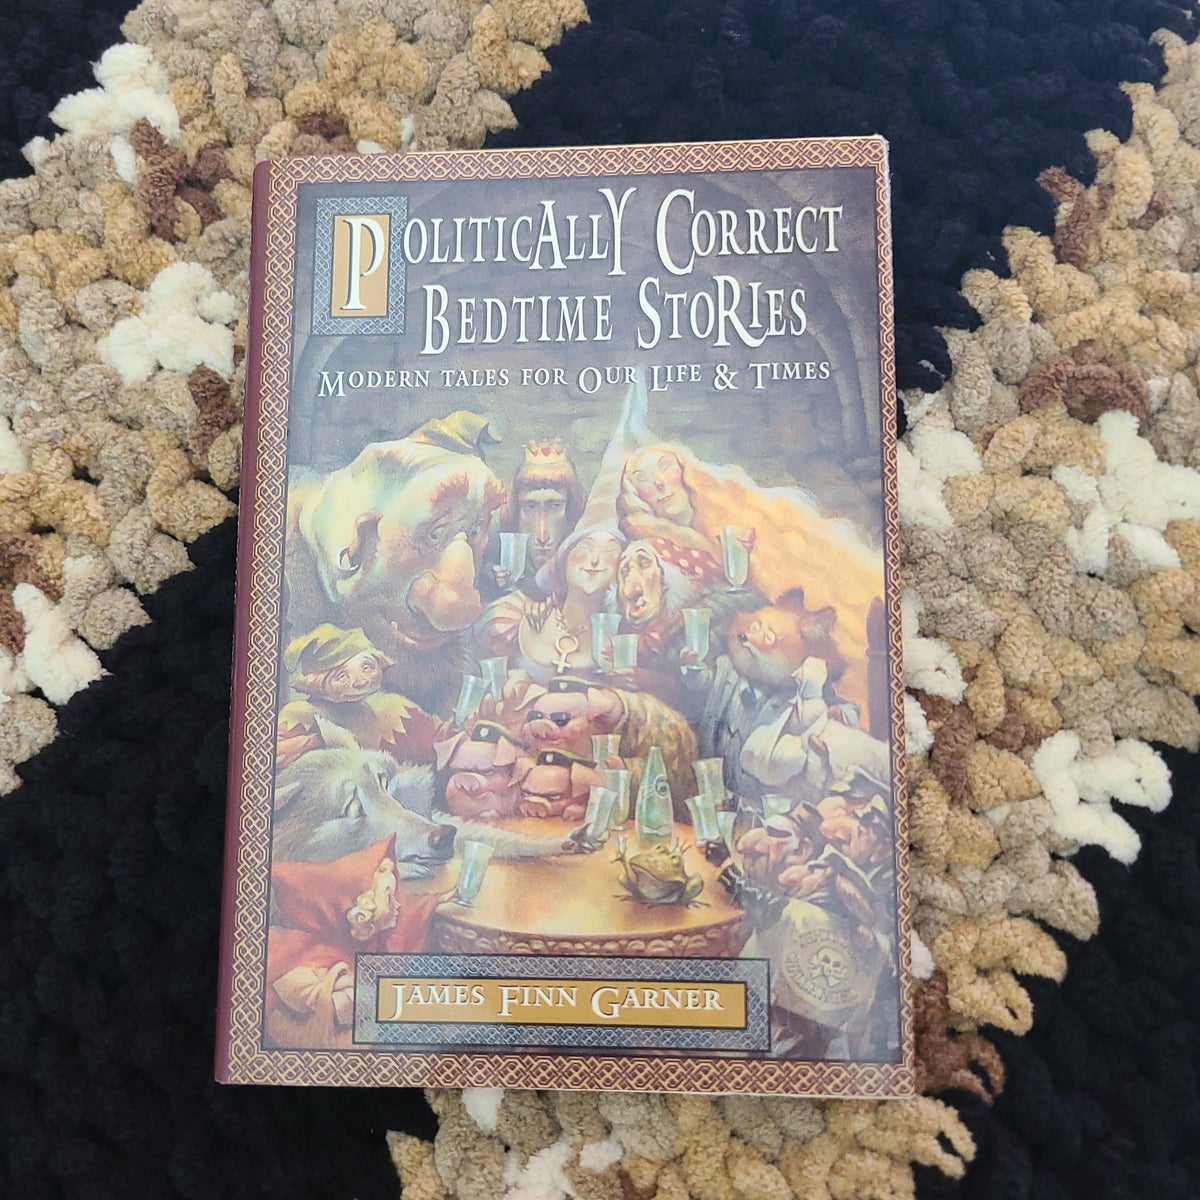 POLITICALLY CORRECT
BEDTIME STORIES
MODERN TALES FOR OUR LIFE & TIMES
JAMES FINN GARNER